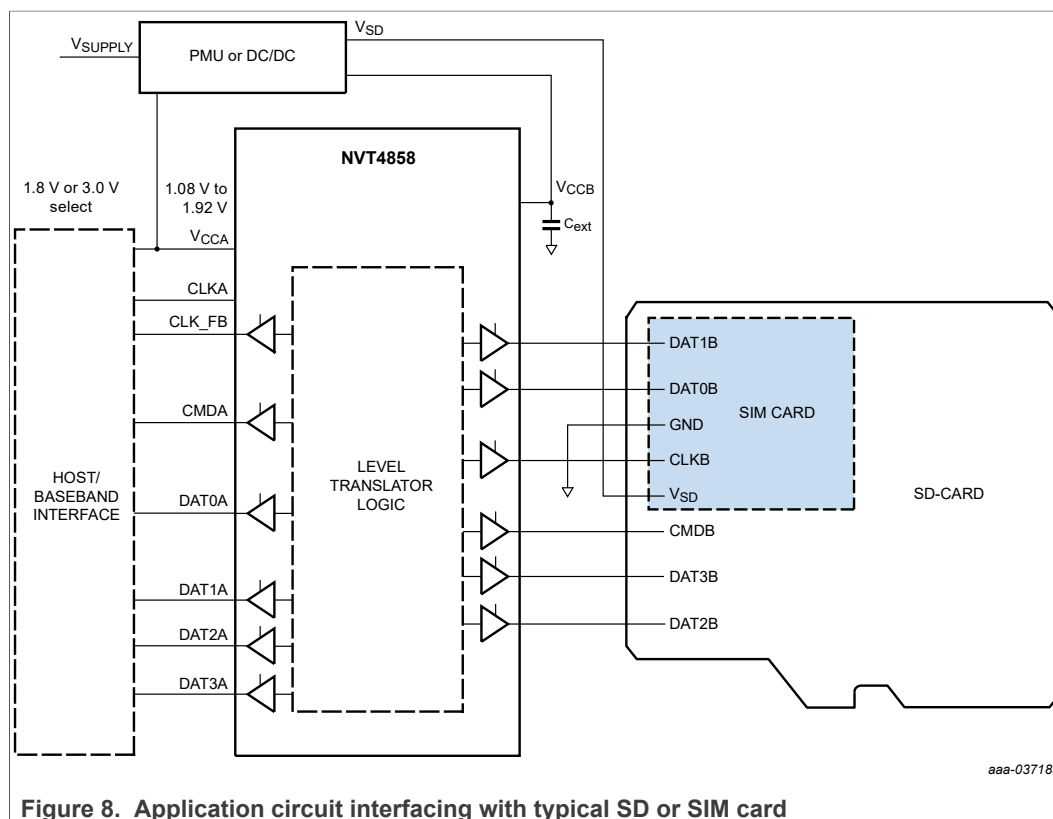 VSUPPLY
PMU or DC/DC
VSD
NVT4858
1.8 V or 3.0 V
select
1.08 V to
1.92 V
VCCA
VCCB
Cext
CLKA
CLK_FB
CMDA
DAT0A
DAT1A
DAT2A
DAT3A
HOST/
BASEBAND
INTERFACE
LEVEL
TRANSLATOR
LOGIC
DAT1B
DAT0B
GND
CLKB
VSD
SIM CARD
CMDB
DAT3B
DAT2B
SD-CARD
aaa-03718
Figure 8. Application circuit interfacing with typical SD or SIM card